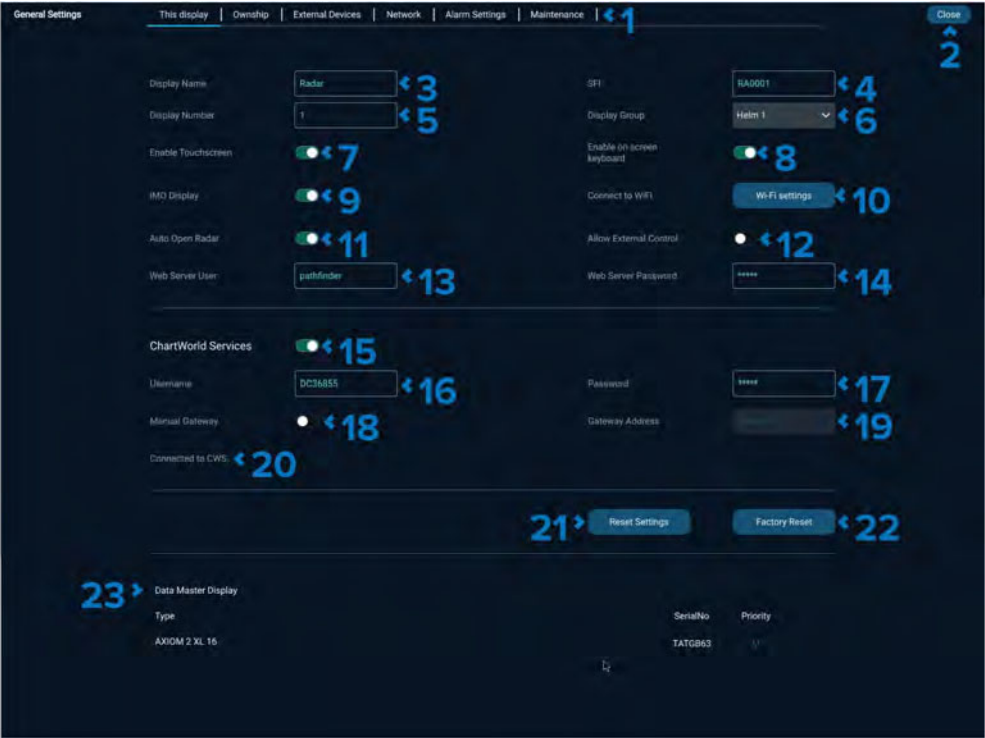 General Settings This display Ownship External Devices Network Alarm Settings Maintenance 1 Close
2
Display Name Radar 3 SFI RA0001 4
Display Number 1 5 Display Group Helm 1 6
Enable Touchscreen 7 Enable on screen
keyboard 8
IMO Display 9 Connect to WIFI Wi-Fi settings 10
Auto Open Radar 11 Allow External Control 12
Web Server User pathfinder 13 Web Server Password ***** 14
ChartWorld Services 15
Username DC36855 16 Password ***** 17
Manual Gateway 18 Gateway Address 19
Connected to CWS. 20
21 Reset Settings Factory Reset 22
23 Data Master Display
Type SerialNo Priority
AXIOM 2 XL 16 TATGB63